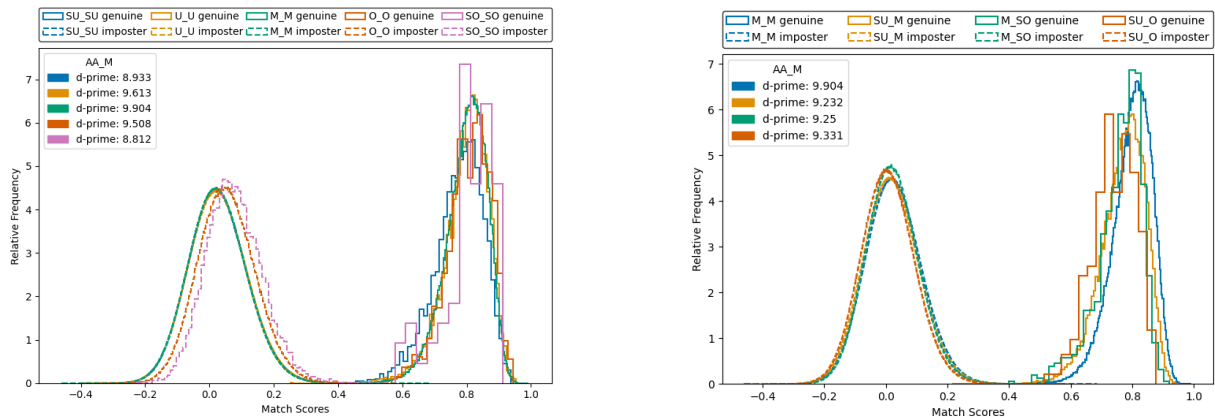 SU_SU genuine U_U genuine M_M genuine O_O genuine SO_SO genuine
SU_SU imposter U_U imposter M_M imposter O_O imposter SO_SO imposter
AA_M
d-prime: 8.933
d-prime: 9.613
d-prime: 9.904
d-prime: 9.508
d-prime: 8.812
Relative Frequency
7
6
5
4
3
2
1
0
−0.4 −0.2 0.0 0.2 0.4 0.6 0.8 1.0
Match Scores
M_M genuine SU_M genuine M_SO genuine SU_O genuine
M_M imposter SU_M imposter M_SO imposter SU_O imposter
AA_M
d-prime: 9.904
d-prime: 9.232
d-prime: 9.25
d-prime: 9.331
Relative Frequency
7
6
5
4
3
2
1
0
−0.4 −0.2 0.0 0.2 0.4 0.6 0.8 1.0
Match Scores